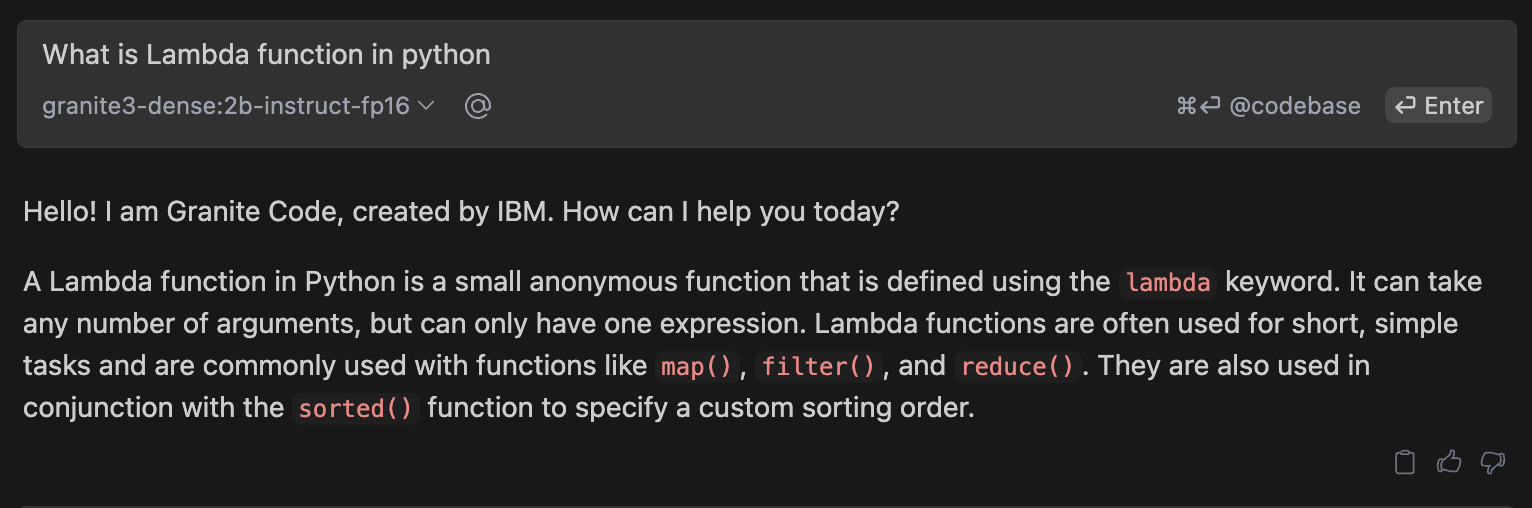 What is Lambda function in python
granite3-dense:2b-instruct-fp16 @ ⌘⏎ @codebase ⏎ Enter
Hello! I am Granite Code, created by IBM. How can I help you today?
A Lambda function in Python is a small anonymous function that is defined using the lambda keyword. It can take
any number of arguments, but can only have one expression. Lambda functions are often used for short, simple
tasks and are commonly used with functions like map(), filter(), and reduce(). They are also used in
conjunction with the sorted() function to specify a custom sorting order.